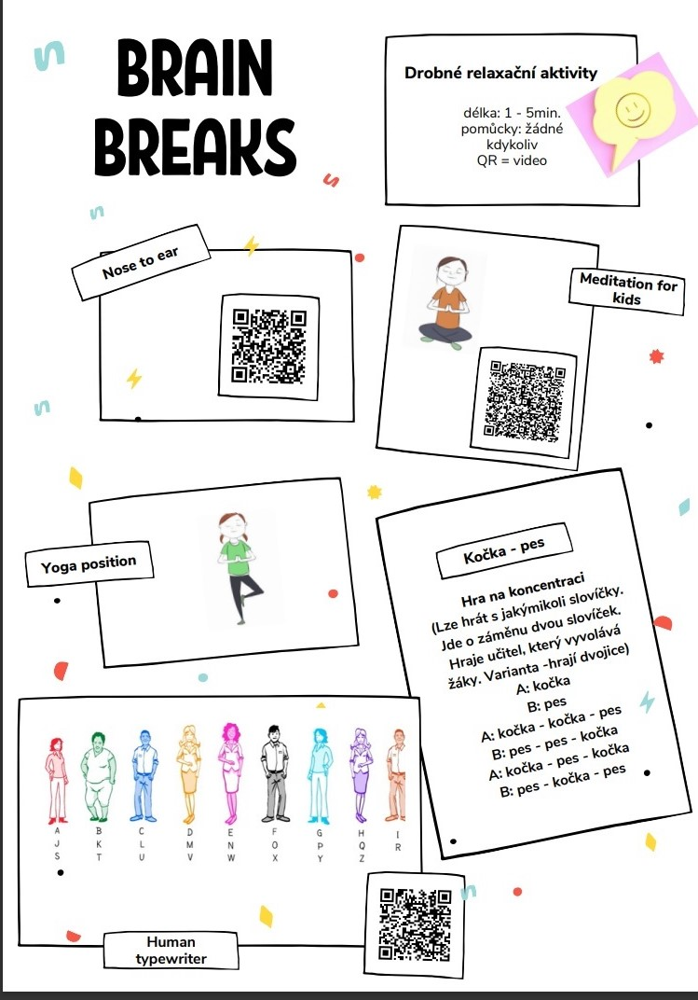 BRAIN
BREAKS
Drobné relaxační aktivity
délka: 1 - 5min.
pomůcky: žádné
kdykoliv
QR = video
Nose to ear
Meditation for
kids
Yoga position
Kočka - pes
Hra na koncentraci
(Lze hrát s jakýmikoli slovíčky.
Jde o záměnu dvou slovíček.
Hraje učitel, který vyvolává
žáky. Varianta -hrají dvojice)
A: kočka
B: pes
A: kočka - kočka - pes
B: pes - pes - kočka
A: kočka - pes - kočka
B: pes - kočka - pes
A B C D E F G H I
J K L M N O P Q R
S T U V W X Y Z
Human
typewriter